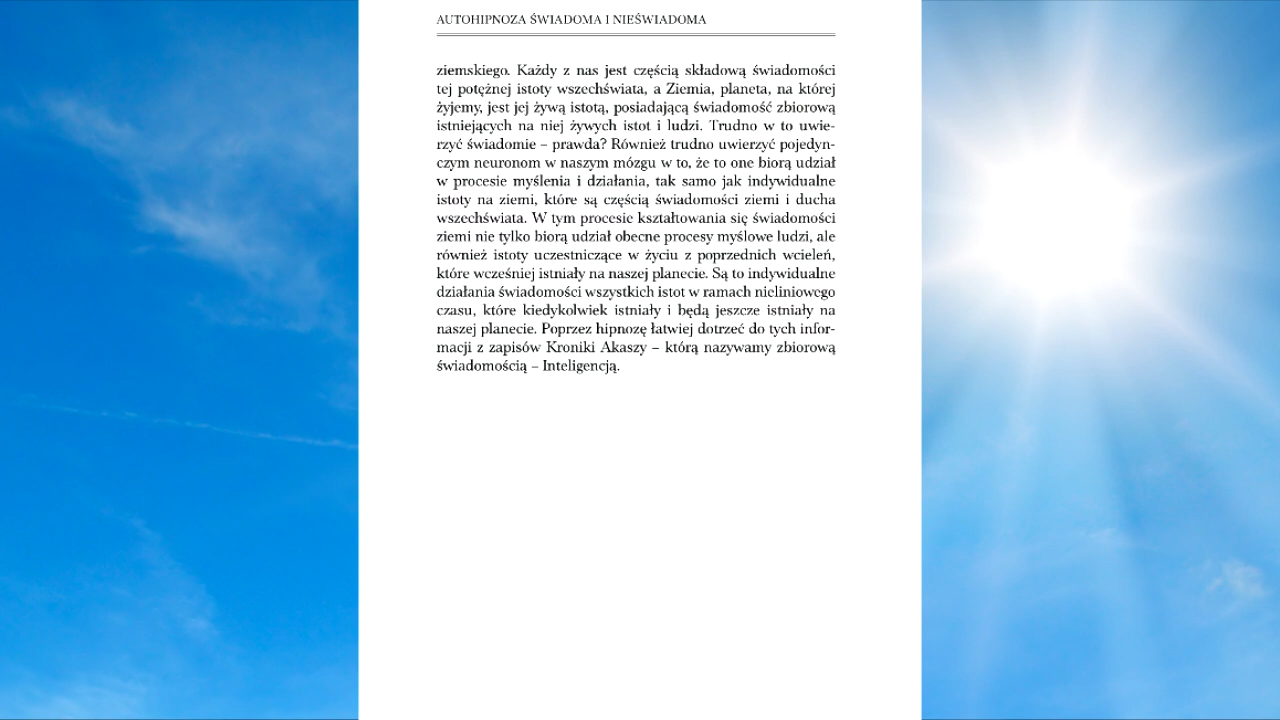 AUTOHIPNOZA ŚWIADOMA I NIEŚWIADOMA
ziemskiego. Każdy z nas jest częścią składową świadomości
tej potężnej istoty wszechświata, a Ziemia, planeta, na której
żyjemy, jest jej żywą istotą, posiadającą świadomość zbiorową
istniejących na niej żywych istot i ludzi. Trudno w to uwie-
rzyć świadomie – prawda? Również trudno uwierzyć pojedyn-
czym neuronom w naszym mózgu w to, że to one biorą udział
w procesie myślenia i działania, tak samo jak indywidualne
istoty na ziemi, które są częścią świadomości ziemi i ducha
wszechświata. W tym procesie kształtowania się świadomości
ziemi nie tylko biorą udział obecne procesy myślowe ludzi, ale
również istoty uczestniczące w życiu z poprzednich wcieleń,
które wcześniej istniały na naszej planecie. Są to indywidualne
działania świadomości wszystkich istot w ramach nieliniowego
czasu, które kiedykolwiek istniały i będą jeszcze istniały na
naszej planecie. Poprzez hipnozę łatwiej dotrzeć do tych infor-
macji z zapisów Kroniki Akaszy – którą nazywamy zbiorową
świadomością – Inteligencją.